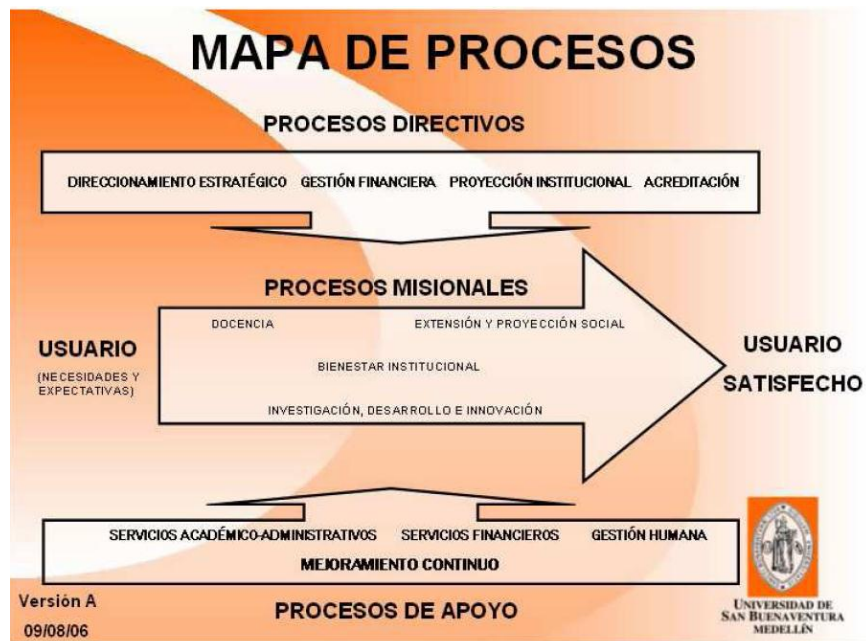 MAPA DE PROCESOS
PROCESOS DIRECTIVOS
DIRECCIONAMIENTO ESTRATÉGICO GESTIÓN FINANCIERA PROYECCIÓN INSTITUCIONAL ACREDITACIÓN
PROCESOS MISIONALES
DOCENCIA EXTENSIÓN Y PROYECCIÓN SOCIAL
BIENESTAR INSTITUCIONAL
INVESTIGACIÓN, DESARROLLO E INNOVACIÓN
USUARIO
(NECESIDADES Y
EXPECTATIVAS)
USUARIO
SATISFECHO
SERVICIOS ACADÉMICO-ADMINISTRATIVOS SERVICIOS FINANCIEROS GESTIÓN HUMANA
MEJORAMIENTO CONTINUO
PROCESOS DE APOYO
Versión A
09/08/06
UNIVERSIDAD DE
SAN BUENAVENTURA
MEDELLÍN